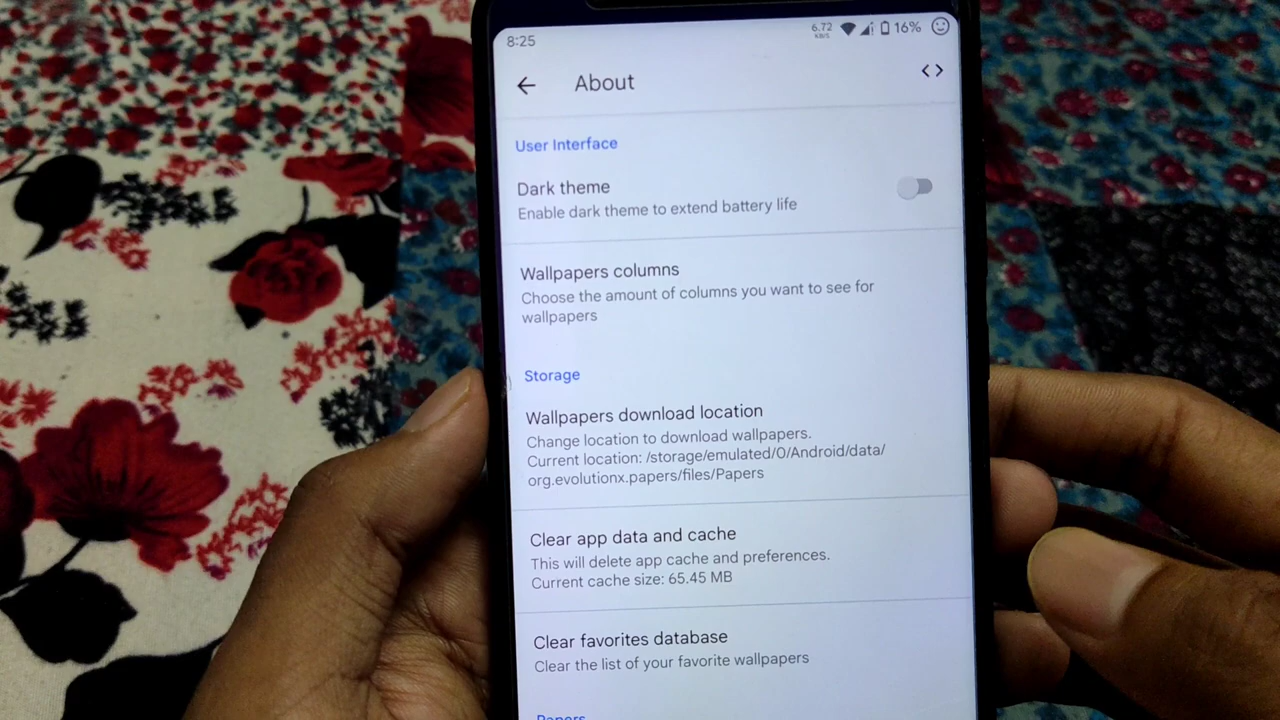 8:25
6.72
KB/S
16%
About
User Interface
Dark theme
Enable dark theme to extend battery life
Wallpapers columns
Choose the amount of columns you want to see for
wallpapers
Storage
Wallpapers download location
Change location to download wallpapers.
Current location: /storage/emulated/0/Android/data/
org.evolutionx.papers/files/Papers
Clear app data and cache
This will delete app cache and preferences.
Current cache size: 65.45 MB
Clear favorites database
Clear the list of your favorite wallpapers
Papers